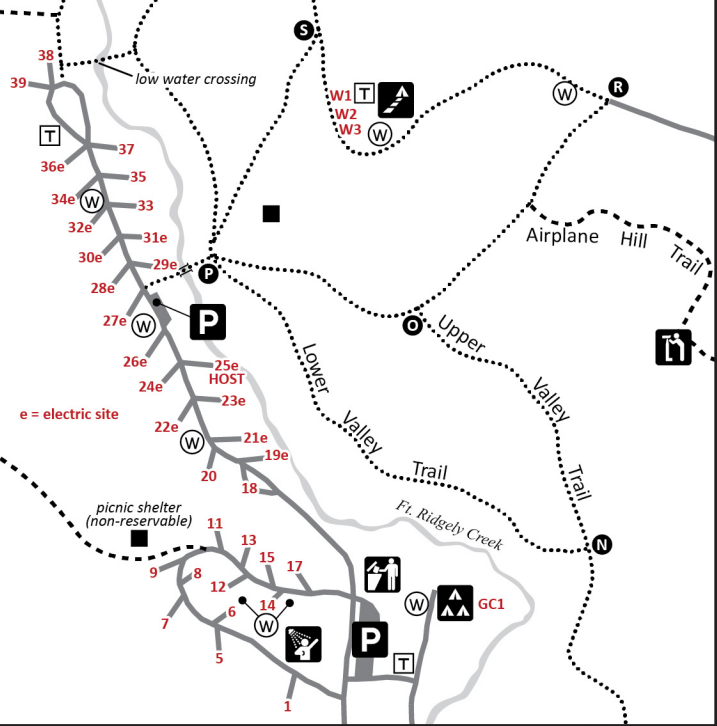 S
38
39
low water crossing
W1
T
W2
W3
W
W
R
T
37
36e
35
34e
W
33
32e
31e
30e
29e
28e
P
27e
W
P
Airplane Hill Trail
O
Upper Valley Trail
Lower Valley Trail
26e
25e
HOST
24e
23e
e = electric site
22e
W
21e
20
19e
18
picnic shelter
(non-reservable)
Ft. Ridgely Creek
N
11
13
15
17
9
8
12
14
7
6
W
5
1
P
T
W
GC1